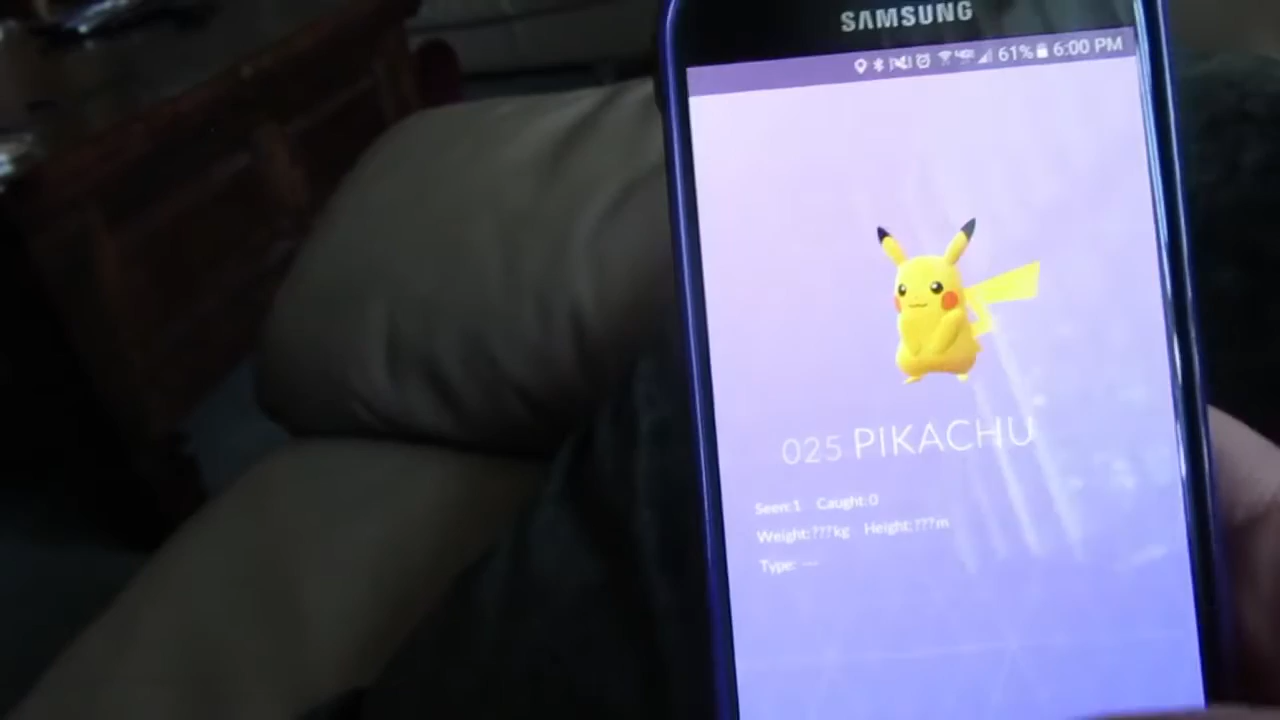 SAMSUNG
61% 6:00 PM
025 PIKACHU
Seen: 1 Caught: 0
Weight: ??? kg Height: ??? m
Type: ---